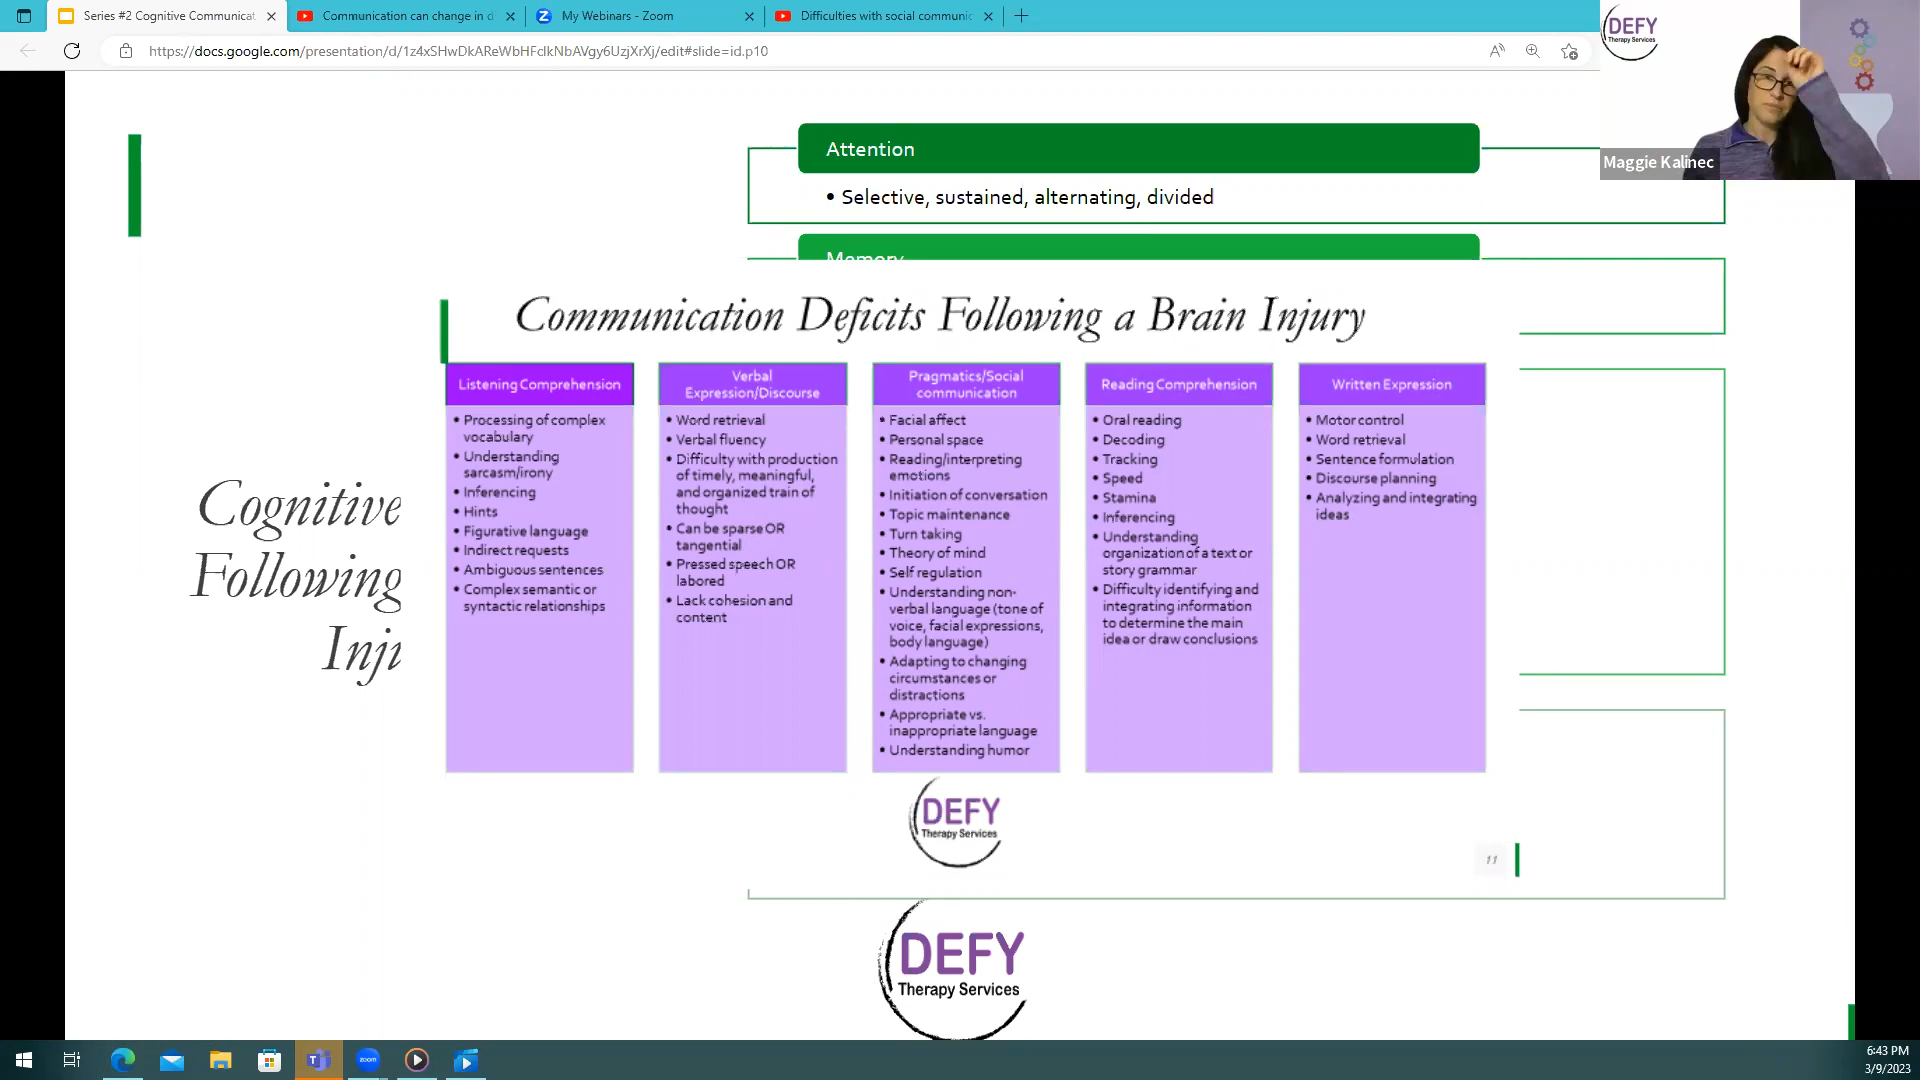 Series #2 Cognitive Communicat
Communication can change in d
My Webinars - Zoom
Difficulties with social communic
https://docs.google.com/presentation/d/1z4xSHwDkAReWbHFclkNbAVgy6UzjXrXj/edit#slide=id.p10
DEFY
Therapy Services
Maggie Kalinec
Attention
• Selective, sustained, alternating, divided
Memory
Cognitive
Following
Inju
Communication Deficits Following a Brain Injury
Listening Comprehension
• Processing of complex
vocabulary
• Understanding
sarcasm/irony
• Inferencing
• Hints
• Figurative language
• Indirect requests
• Ambiguous sentences
• Complex semantic or
syntactic relationships
Verbal
Expression/Discourse
• Word retrieval
• Verbal fluency
• Difficulty with production
of timely, meaningful,
and organized train of
thought
• Can be sparse OR
tangential
• Pressed speech OR
labored
• Lack cohesion and
content
Pragmatics/Social
communication
• Facial affect
• Personal space
• Reading/interpreting
emotions
• Initiation of conversation
• Topic maintenance
• Turn taking
• Theory of mind
• Self regulation
• Understanding non-
verbal language (tone of
voice, facial expressions,
body language)
• Adapting to changing
circumstances or
distractions
• Appropriate vs.
inappropriate language
• Understanding humor
Reading Comprehension
• Oral reading
• Decoding
• Tracking
• Speed
• Stamina
• Inferencing
• Understanding
organization of a text or
story grammar
• Difficulty identifying and
integrating information
to determine the main
idea or draw conclusions
Written Expression
• Motor control
• Word retrieval
• Sentence formulation
• Discourse planning
• Analyzing and integrating
ideas
DEFY
Therapy Services
11
DEFY
Therapy Services
zoom
6:43 PM
3/9/2023